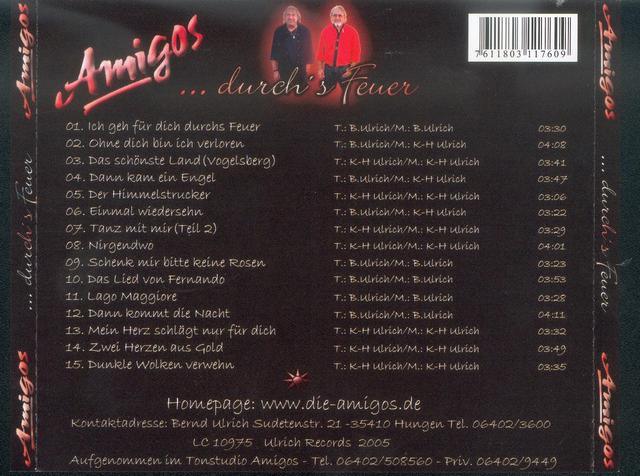 Amigos
... durch's Feuer
7611803 117609
01. Ich geh für dich durchs Feuer T.: B.Ulrich/M.: B.Ulrich 03:30
02. Ohne dich bin ich verloren T.: B.Ulrich/M.: B.Ulrich 04:08
03. Das schönste Land(Vogelsberg) T.: K-H Ulrich/M.: K-H Ulrich 03:41
04. Dann kam ein Engel T.: B.Ulrich/M.: K-H Ulrich 03:47
05. Der Himmelstrucker T.: K-H Ulrich/M.: K-H Ulrich 03:06
06. Einmal wiedersehn T.: B.Ulrich/M.: K-H Ulrich 03:22
07. Tanz mit mir(Teil 2) T.: K-H Ulrich/M.: K-H Ulrich 03:29
08. Nirgendwo T.: K-H Ulrich/M.: K-H Ulrich 04:01
09. Schenk mir bitte keine Rosen T.: B.Ulrich/M.: B.Ulrich 03:23
10. Das Lied von Fernando T.: B.Ulrich/M.: B.Ulrich 03:53
11. Lago Maggiore T.: B.Ulrich/M.: B.Ulrich 03:28
12. Dann kommt die Nacht T.: B.Ulrich/M.: B.Ulrich 04:11
13. Mein Herz schlägt nur für dich T.: K-H Ulrich/M.: K-H Ulrich 03:32
14. Zwei Herzen aus Gold T.: K-H Ulrich/M.: K-H Ulrich 03:49
15. Dunkle Wolken verwehn T.: K-H Ulrich/M.: K-H Ulrich 03:35
Homepage: www.die-amigos.de
Kontaktadresse: Bernd Ulrich Sudetenstr. 21 -35410 Hungen Tel. 06402/3600
LC 10975 Ulrich Records 2005
Aufgenommen im Tonstudio Amigos - Tel. 06402/508560 - Priv. 06402/9449
Amigos ... durch's Feuer Amigos
Amigos ... durch's Feuer Amigos